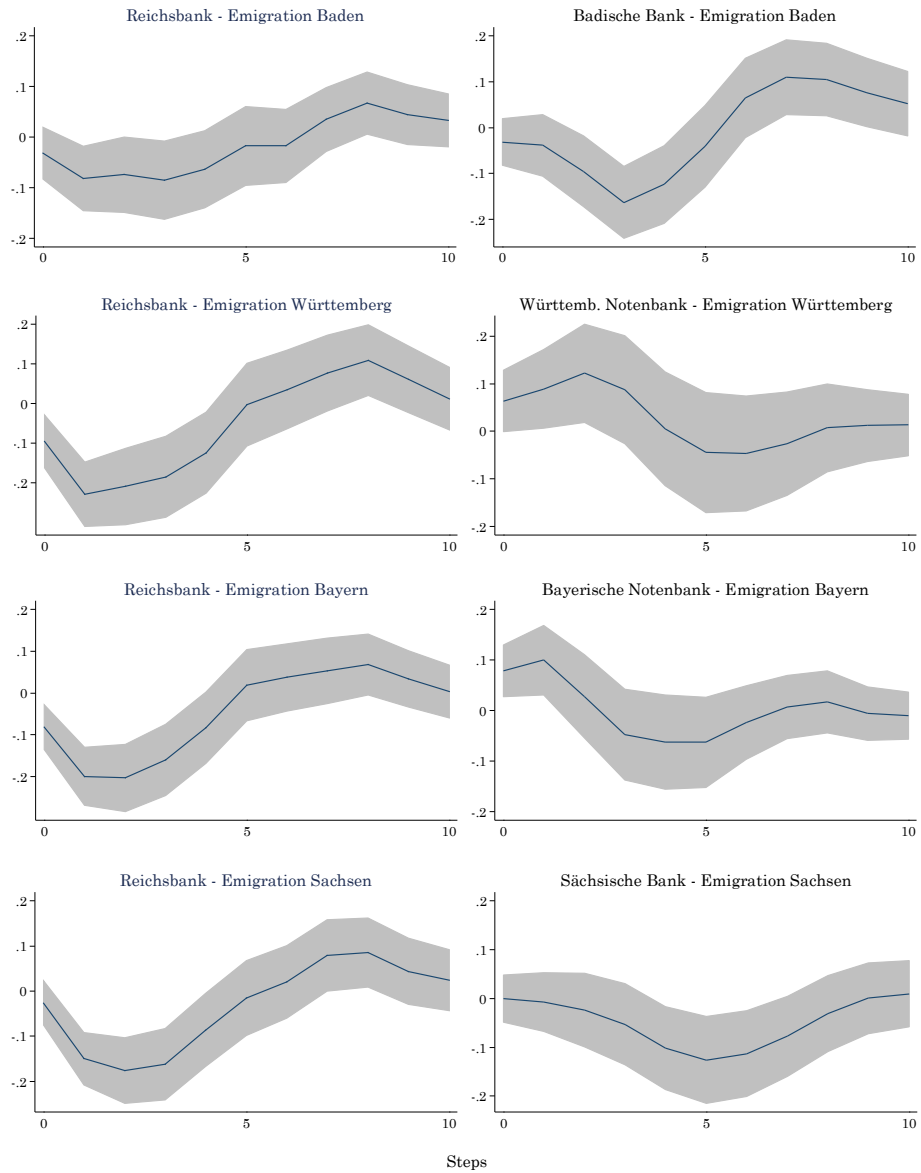 Reichsbank - Emigration Baden
.2
.1
0
-.1
-.2
0 5 10
Badische Bank - Emigration Baden
.2
.1
0
-.1
-.2
0 5 10
Reichsbank - Emigration Württemberg
.2
.1
0
-.1
-.2
0 5 10
Württemb. Notenbank - Emigration Württemberg
.2
.1
0
-.1
-.2
0 5 10
Reichsbank - Emigration Bayern
.2
.1
0
-.1
-.2
0 5 10
Bayerische Notenbank - Emigration Bayern
.2
.1
0
-.1
-.2
0 5 10
Reichsbank - Emigration Sachsen
.2
.1
0
-.1
-.2
0 5 10
Sächsische Bank - Emigration Sachsen
.2
.1
0
-.1
-.2
0 5 10
Steps